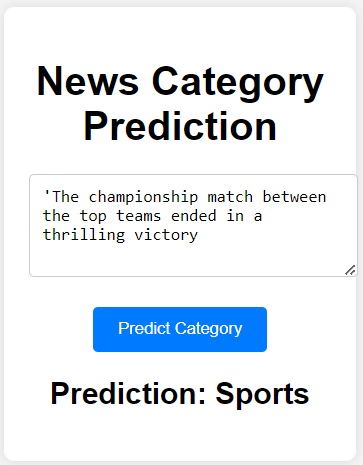 News Category
Prediction
'The championship match between
the top teams ended in a
thrilling victory
Predict Category
Prediction: Sports